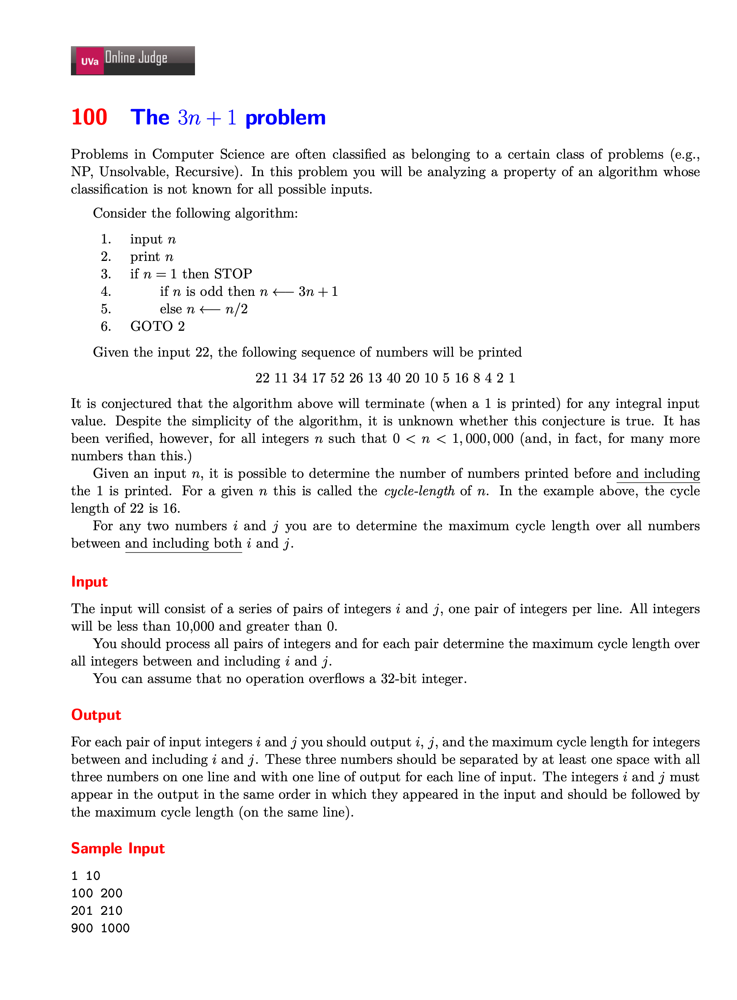 UVa Online Judge
100 The 3n + 1 problem
Problems in Computer Science are often classified as belonging to a certain class of problems (e.g.,
NP, Unsolvable, Recursive). In this problem you will be analyzing a property of an algorithm whose
classification is not known for all possible inputs.
Consider the following algorithm:
1. input n
2. print n
3. if n = 1 then STOP
4. if n is odd then n ⟵ 3n + 1
5. else n ⟵ n/2
6. GOTO 2
Given the input 22, the following sequence of numbers will be printed
22 11 34 17 52 26 13 40 20 10 5 16 8 4 2 1
It is conjectured that the algorithm above will terminate (when a 1 is printed) for any integral input
value. Despite the simplicity of the algorithm, it is unknown whether this conjecture is true. It has
been verified, however, for all integers n such that 0 < n < 1,000,000 (and, in fact, for many more
numbers than this.)
Given an input n, it is possible to determine the number of numbers printed before and including
the 1 is printed. For a given n this is called the cycle-length of n. In the example above, the cycle
length of 22 is 16.
For any two numbers i and j you are to determine the maximum cycle length over all numbers
between and including both i and j.
Input
The input will consist of a series of pairs of integers i and j, one pair of integers per line. All integers
will be less than 10,000 and greater than 0.
You should process all pairs of integers and for each pair determine the maximum cycle length over
all integers between and including i and j.
You can assume that no operation overflows a 32-bit integer.
Output
For each pair of input integers i and j you should output i, j, and the maximum cycle length for integers
between and including i and j. These three numbers should be separated by at least one space with all
three numbers on one line and with one line of output for each line of input. The integers i and j must
appear in the output in the same order in which they appeared in the input and should be followed by
the maximum cycle length (on the same line).
Sample Input
1 10
100 200
201 210
900 1000